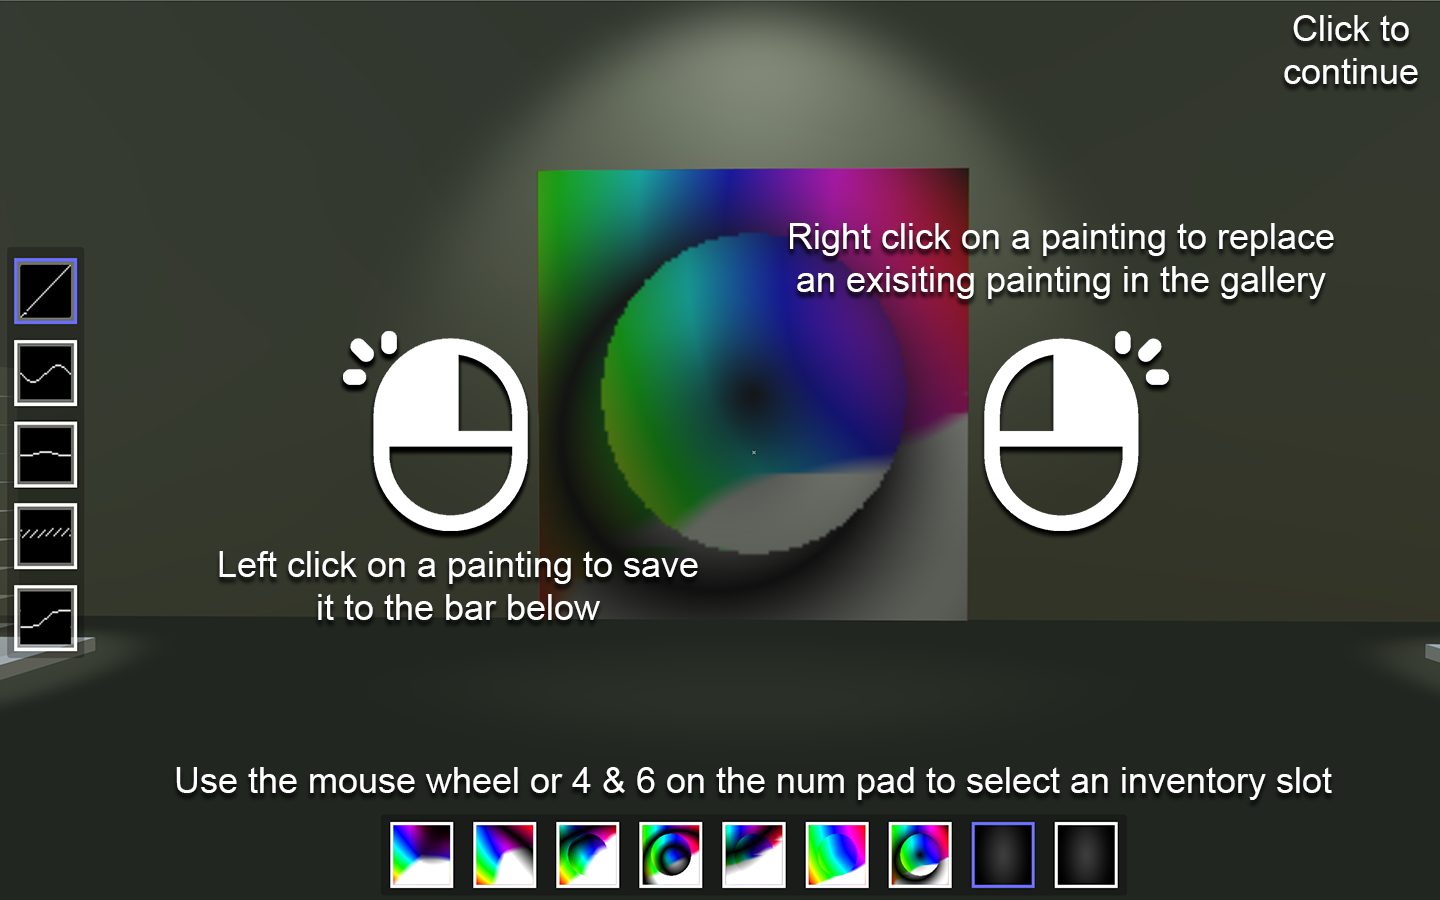 Click to
continue
Right click on a painting to replace
an exisiting painting in the gallery
Left click on a painting to save
it to the bar below
Use the mouse wheel or 4 & 6 on the num pad to select an inventory slot